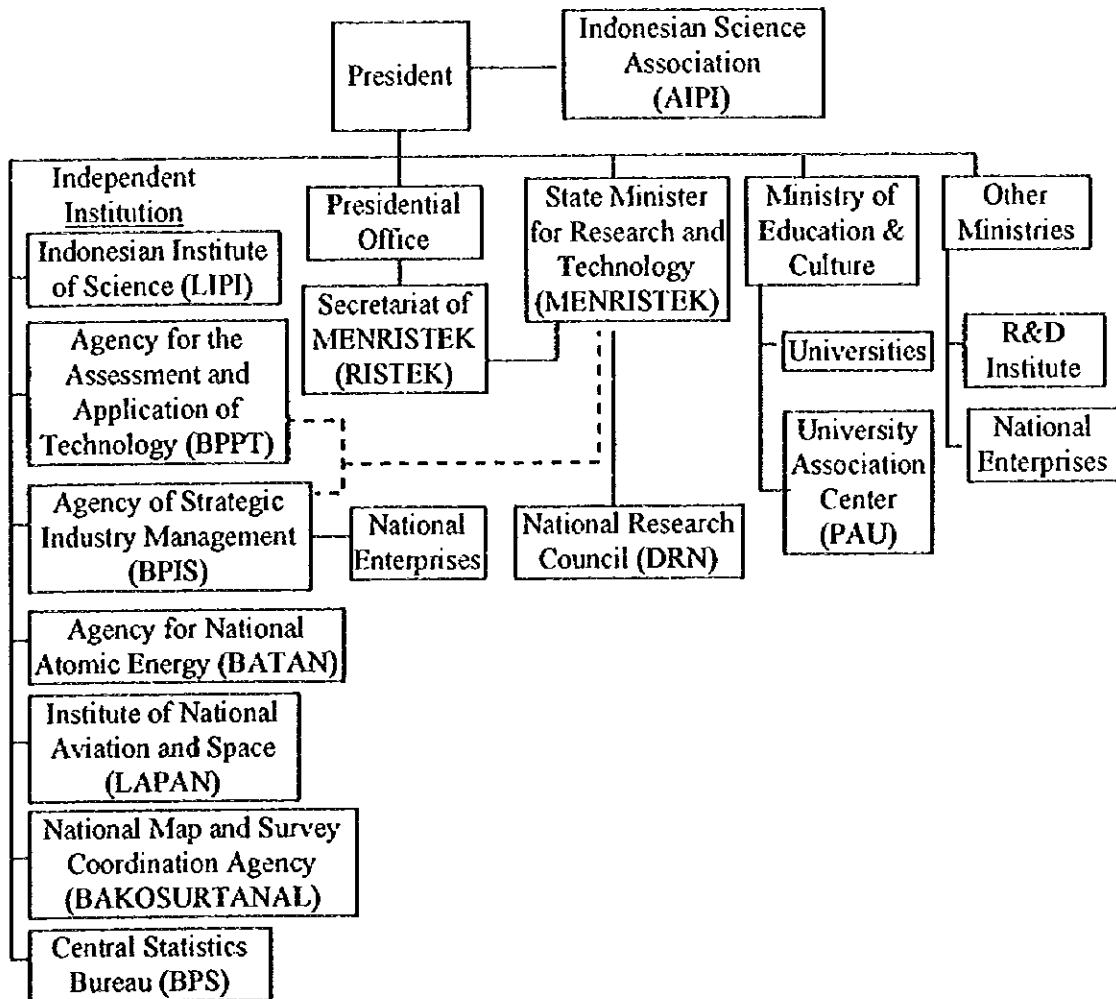 President
Indonesian Science
Association
(AIPI)
Independent
Institution
Indonesian Institute
of Science (LIPI)
Agency for the
Assessment and
Application of
Technology (BPPT)
Agency of Strategic
Industry Management
(BPIS)
National
Enterprises
Agency for National
Atomic Energy (BATAN)
Institute of National
Aviation and Space
(LAPAN)
National Map and Survey
Coordination Agency
(BAKOSURTANAL)
Central Statistics
Bureau (BPS)
Presidential
Office
Secretariat of
MENRISTEK
(RISTEK)
State Minister
for Research and
Technology
(MENRISTEK)
National Research
Council (DRN)
Ministry of
Education &
Culture
Universities
University
Association
Center
(PAU)
Other
Ministries
R&D
Institute
National
Enterprises